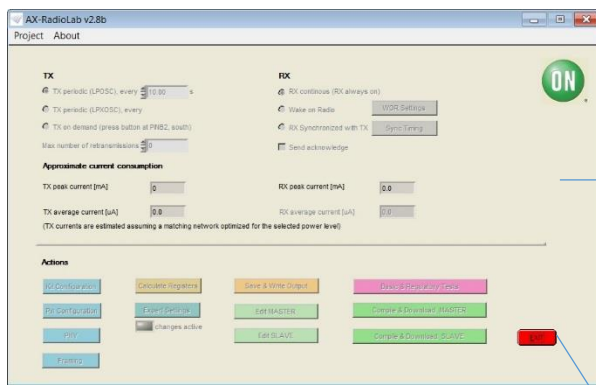 AX-RadioLab v2.8b
Project About
TX
RX
ON
TX periodic (LPOSC), every 10.00 s
RX continous (RX always on)
TX periodic (LPXOSC), every
Wake on Radio WOR Settings
TX on demand (press button at PINB2, south)
RX Synchronized with TX Sync Timing
Max number of retransmissions 0
Send acknowledge
Approximate current consumption
TX peak current [mA] 0
RX peak current [mA] 0.0
TX average current [uA] 0.0
RX average current [uA] 0.0
(TX currents are estimated assuming a matching network optimized for the selected power level)
Actions
Configuration Calculate Registers Save & Write Output Basic & Regulatory Tests
Pin Configuration Expert Settings Edit MASTER Compile & Download MASTER
changes active
PHY Edit SLAVE Compile & Download SLAVE
Framing